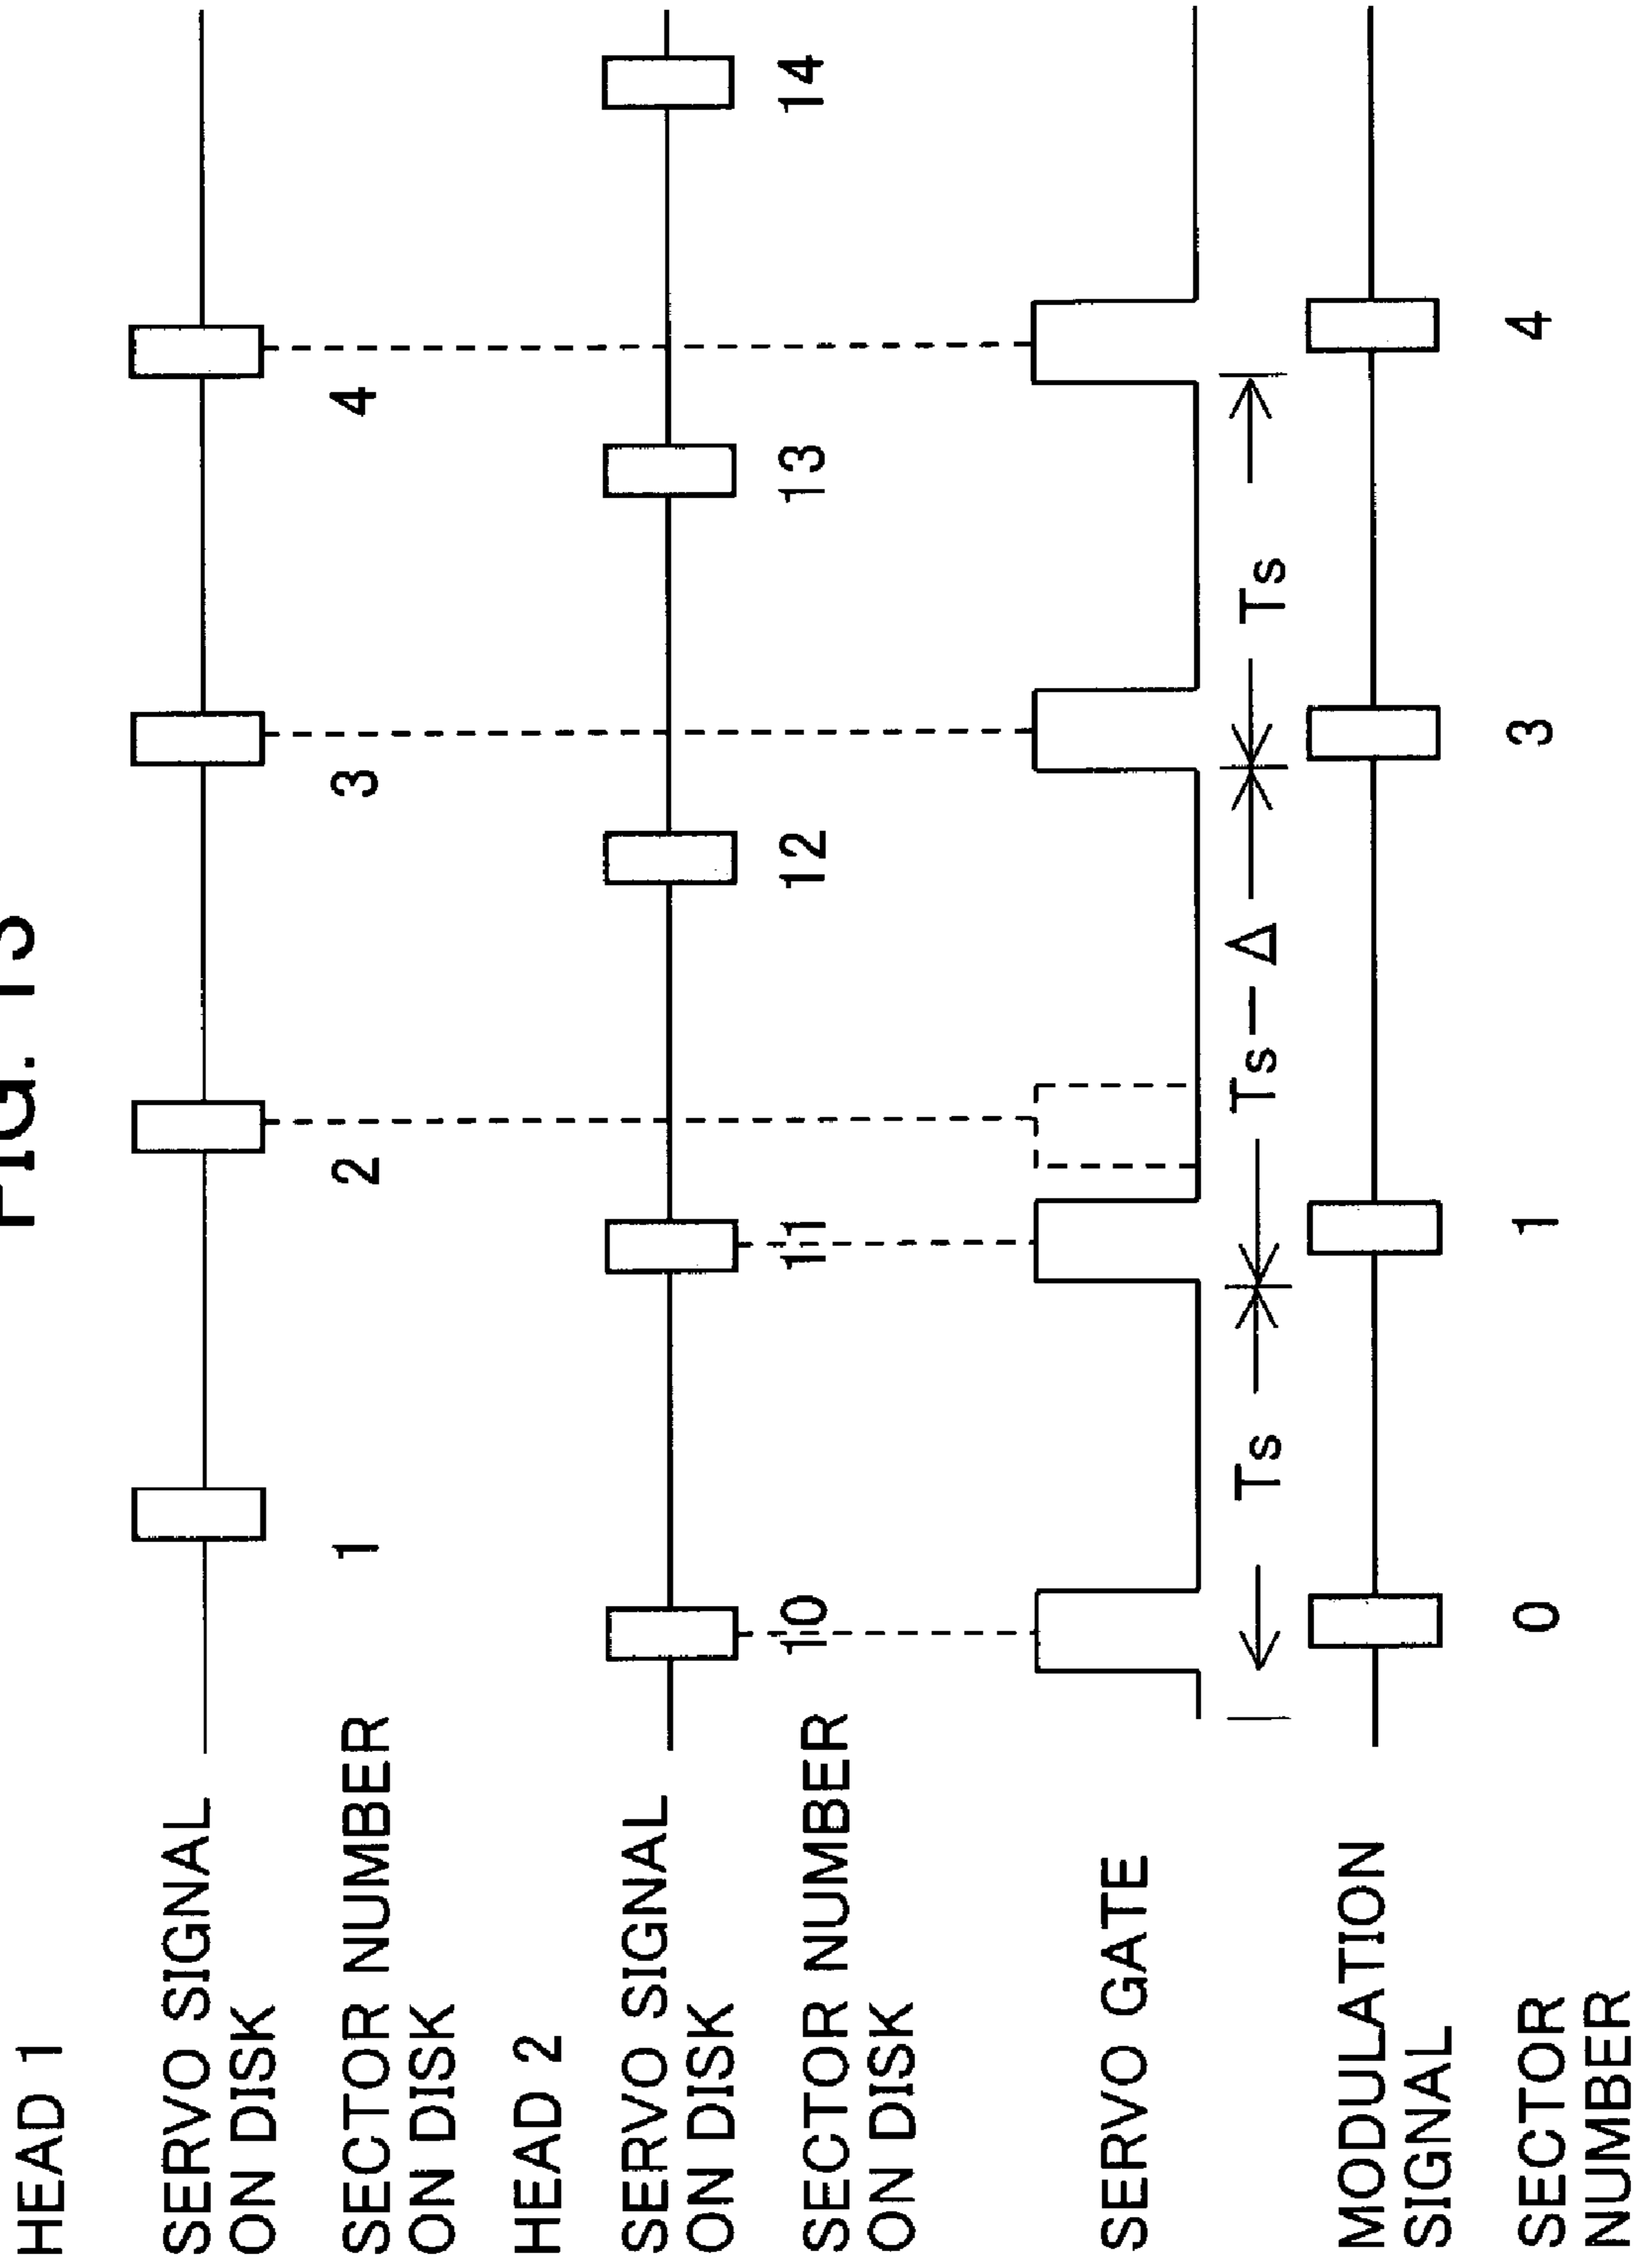 FIG.
HEAD 1
SERVO SIGNAL
ON DISK
SECTOR NUMBER
ON DISK
1 2 3 4
HEAD 2
SERVO SIGNAL
ON DISK
SECTOR NUMBER
ON DISK
10 11 12 13 14
SERVO GATE
Ts Ts—Δ Ts
MODULATION
SIGNAL
SECTOR
NUMBER
0 1 3 4